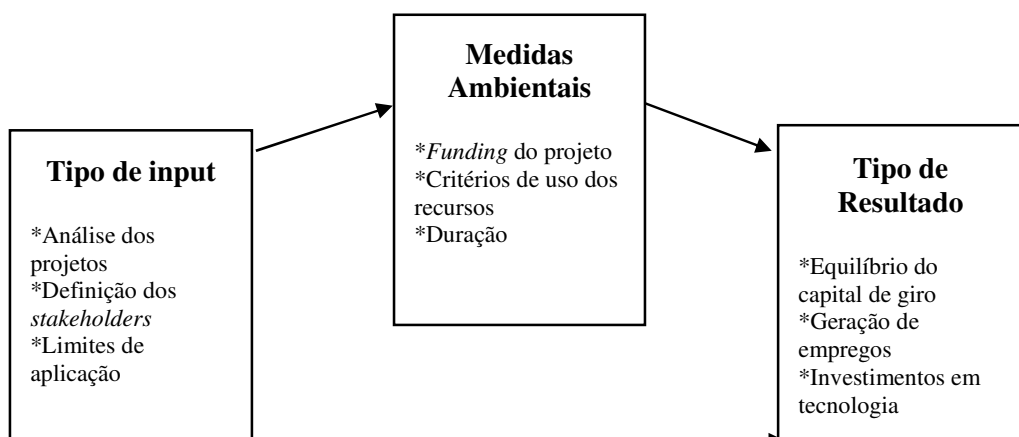 Tipo de input
*Análise dos
projetos
*Definição dos
stakeholders
*Limites de
aplicação
Medidas
Ambientais
*Funding do projeto
*Critérios de uso dos
recursos
*Duração
Tipo de
Resultado
*Equilíbrio do
capital de giro
*Geração de
empregos
*Investimentos em
tecnologia